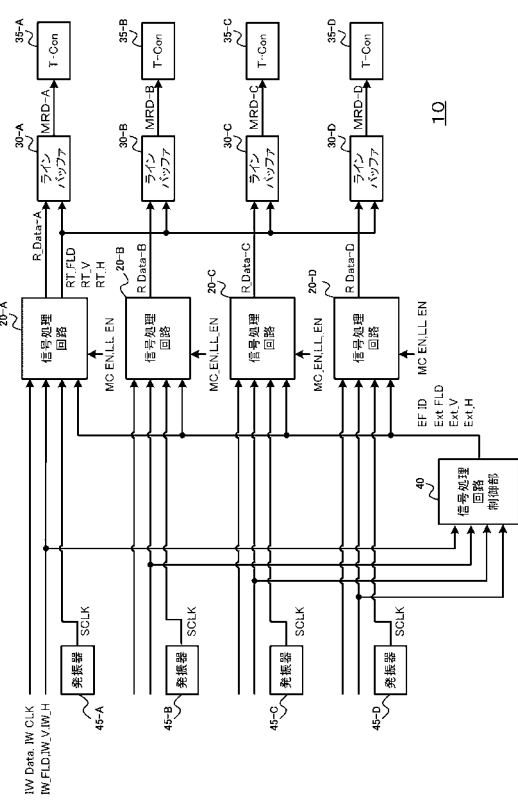 35-A
T-Con
MRD-A
30-A
ライン
バッファ
R_Data-A
RT_FLD
RT_V
RT_H
20-A
信号処理
回路
MC_EN,LL_EN
35-B
T-Con
MRD-B
30-B
ライン
バッファ
R_Data-B
20-B
信号処理
回路
MC_EN,LL_EN
35-C
T-Con
MRD-C
30-C
ライン
バッファ
R_Data-C
20-C
信号処理
回路
MC_EN,LL_EN
35-D
T-Con
MRD-D
30-D
ライン
バッファ
R_Data-D
20-D
信号処理
回路
MC_EN,LL_EN
10
EF_ID
Ext_FLD
Ext_V
Ext_H
40
信号処理
回路
制御部
SCLK
発振器
45-A
SCLK
発振器
45-B
SCLK
発振器
45-C
SCLK
発振器
45-D
IW_Data,IW_CLK
IW_FLD,IW_V,IW_H